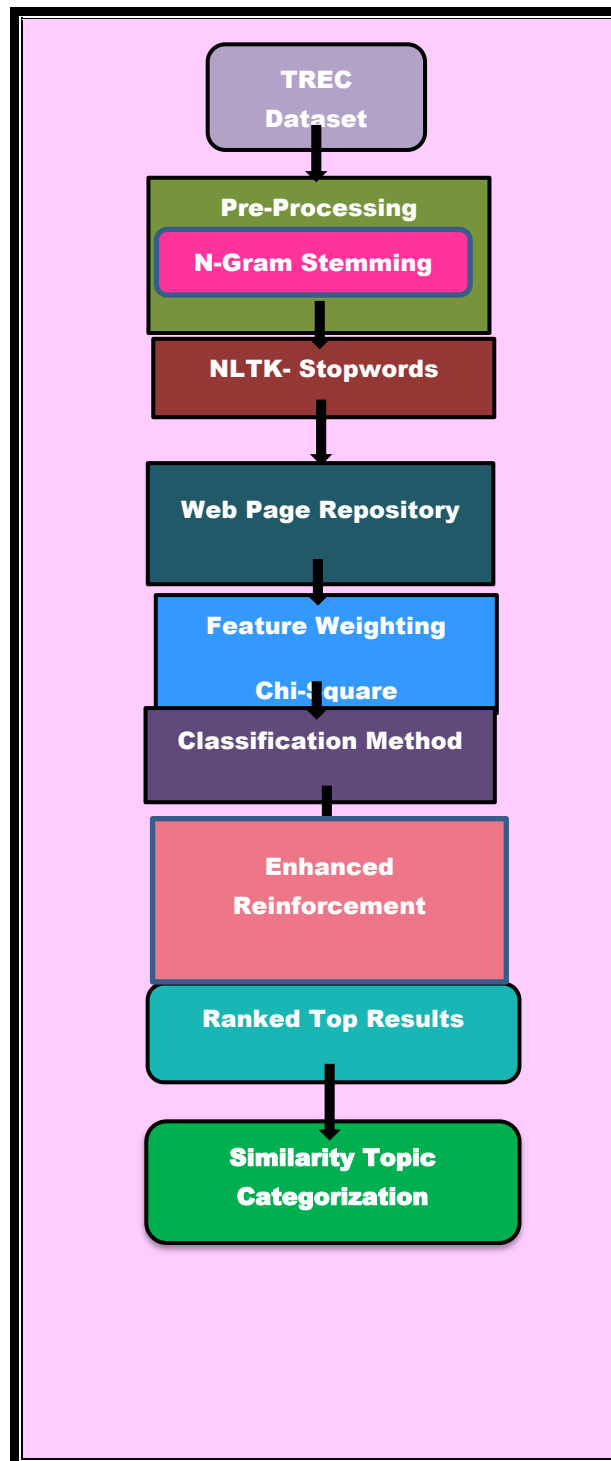 TREC
Dataset
Pre-Processing
N-Gram Stemming
NLTK- Stopwords
Web Page Repository
Feature Weighting
Chi-Square
Classification Method
Enhanced
Reinforcement
Ranked Top Results
Similarity Topic
Categorization